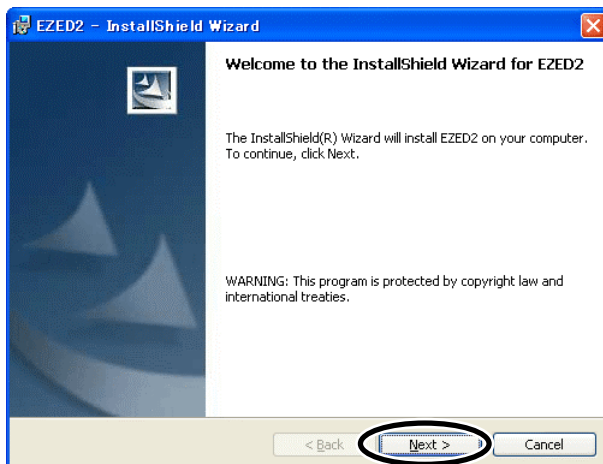 EZED2 - InstallShield Wizard
Welcome to the InstallShield Wizard for EZED2
The InstallShield(R) Wizard will install EZED2 on your computer.
To continue, click Next.
WARNING: This program is protected by copyright law and
international treaties.
< Back Next > Cancel